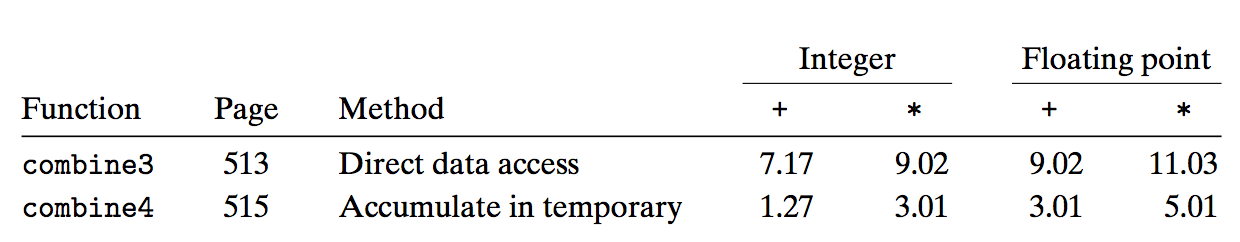 Integer Floating point
Function Page Method + * + *
combine3 513 Direct data access 7.17 9.02 9.02 11.03
combine4 515 Accumulate in temporary 1.27 3.01 3.01 5.01